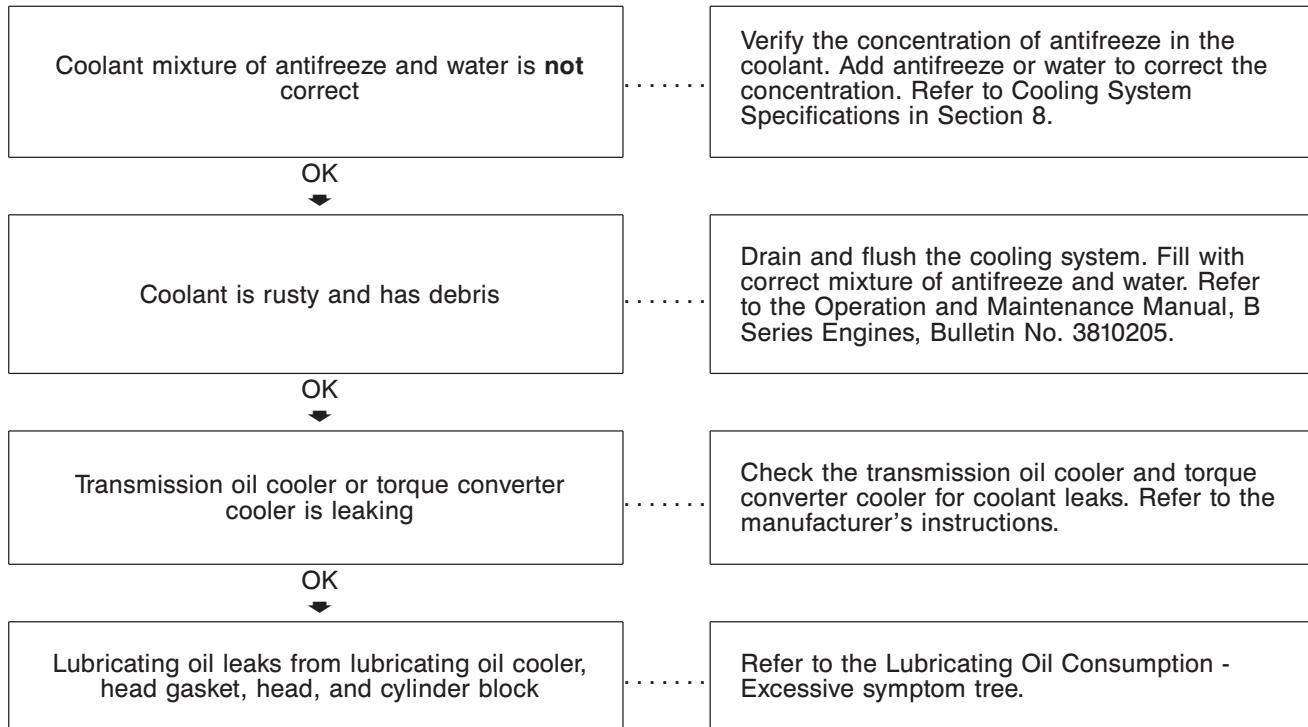 Coolant mixture of antifreeze and water is not
correct
Verify the concentration of antifreeze in the
coolant. Add antifreeze or water to correct the
concentration. Refer to Cooling System
Specifications in Section 8.
OK
Coolant is rusty and has debris
Drain and flush the cooling system. Fill with
correct mixture of antifreeze and water. Refer
to the Operation and Maintenance Manual, B
Series Engines, Bulletin No. 3810205.
OK
Transmission oil cooler or torque converter
cooler is leaking
Check the transmission oil cooler and torque
converter cooler for coolant leaks. Refer to the
manufacturer's instructions.
OK
Lubricating oil leaks from lubricating oil cooler,
head gasket, head, and cylinder block
Refer to the Lubricating Oil Consumption -
Excessive symptom tree.